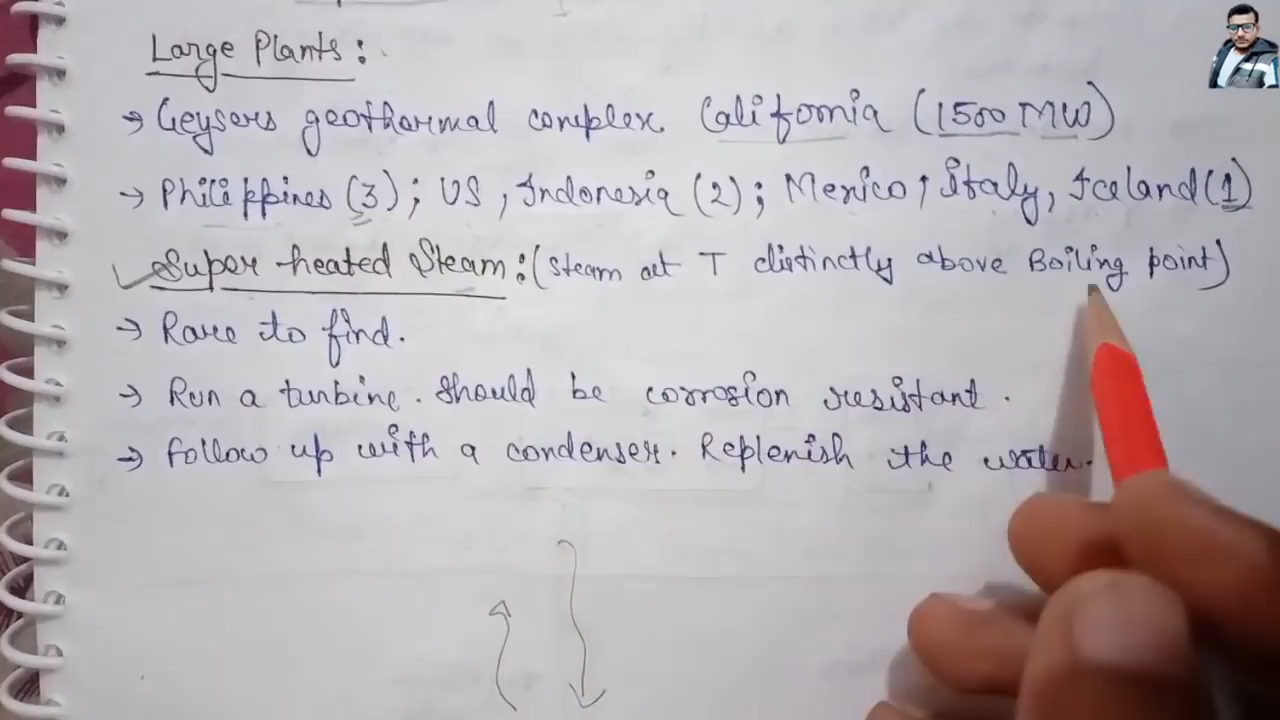 Large Plants:
→ Geysers geothermal complex California (1500 MW)
→ Philippines (3); US, Indonesia (2); Mexico, Italy, Iceland (1)
Super heated Steam: (Steam at T distinctly above Boiling point)
→ Rare to find.
→ Run a turbine. Should be corrosion resistant.
→ Follow up with a condenser. Replenish the water.